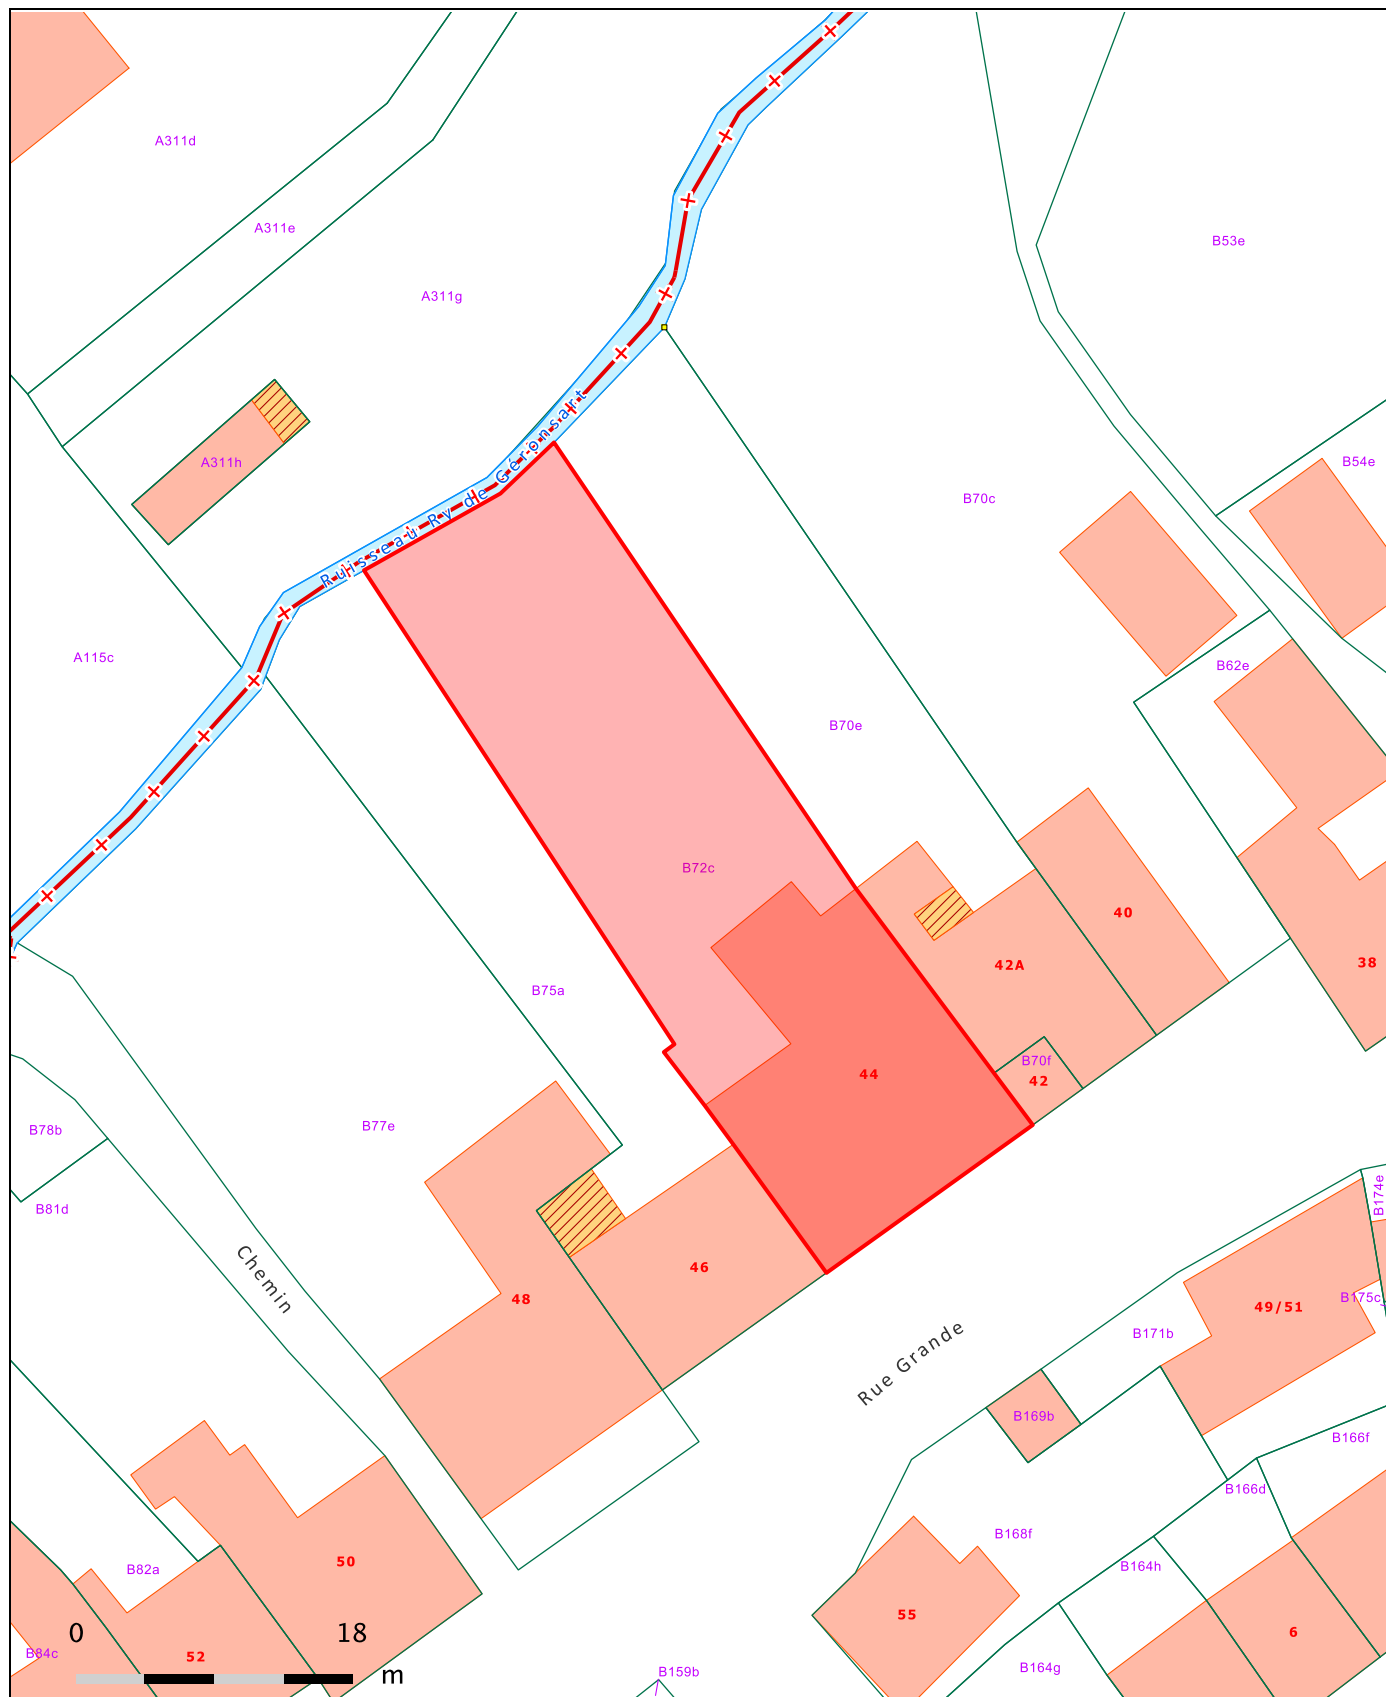 A311d
A311e
B53e
A311g
A311h
B54e
Ruisseau Ry de Géronsart
B70c
A115c
B62e
B70e
B72c
40
42A
38
B75a
B70f
44
42
B77e
B78b
B174e
B81d
Chemin
46
48
B175c
49/51
B171b
Rue Grande
B169b
B166f
B166d
B168f
50
B82a
B164h
55
0
18
6
B84c
52
B164g
B159b
m